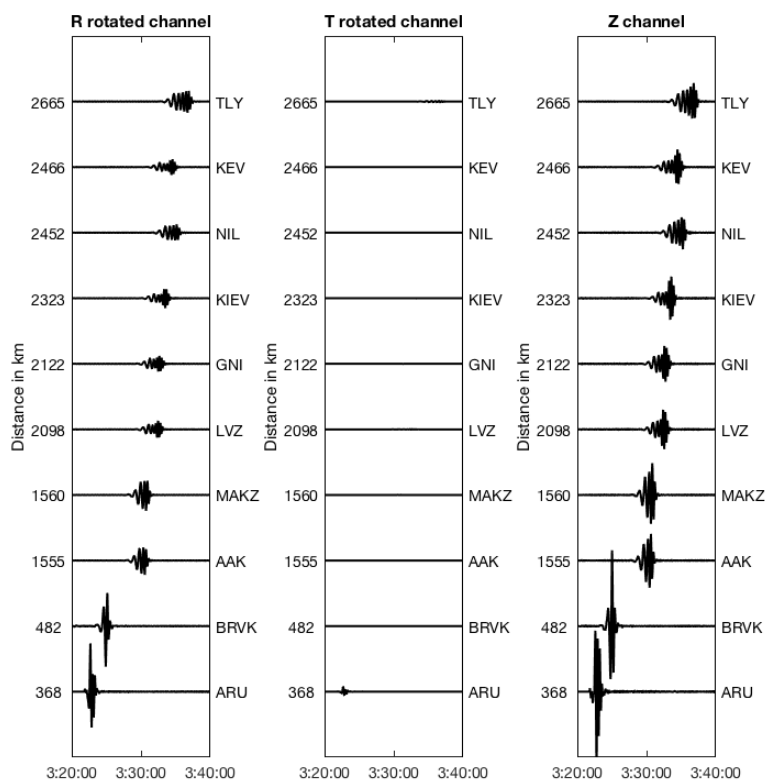 R rotated channel
T rotated channel
Z channel
2665 TLY
2665 TLY
2665 TLY
2466 KEV
2466 KEV
2466 KEV
2452 NIL
2452 NIL
2452 NIL
2323 KIEV
2323 KIEV
2323 KIEV
2122 GNI
2122 GNI
2122 GNI
2098 LVZ
2098 LVZ
2098 LVZ
1560 MAKZ
1560 MAKZ
1560 MAKZ
1555 AAK
1555 AAK
1555 AAK
482 BRVK
482 BRVK
482 BRVK
368 ARU
368 ARU
368 ARU
Distance in km
Distance in km
Distance in km
3:20:00 3:30:00 3:40:00
3:20:00 3:30:00 3:40:00
3:20:00 3:30:00 3:40:00